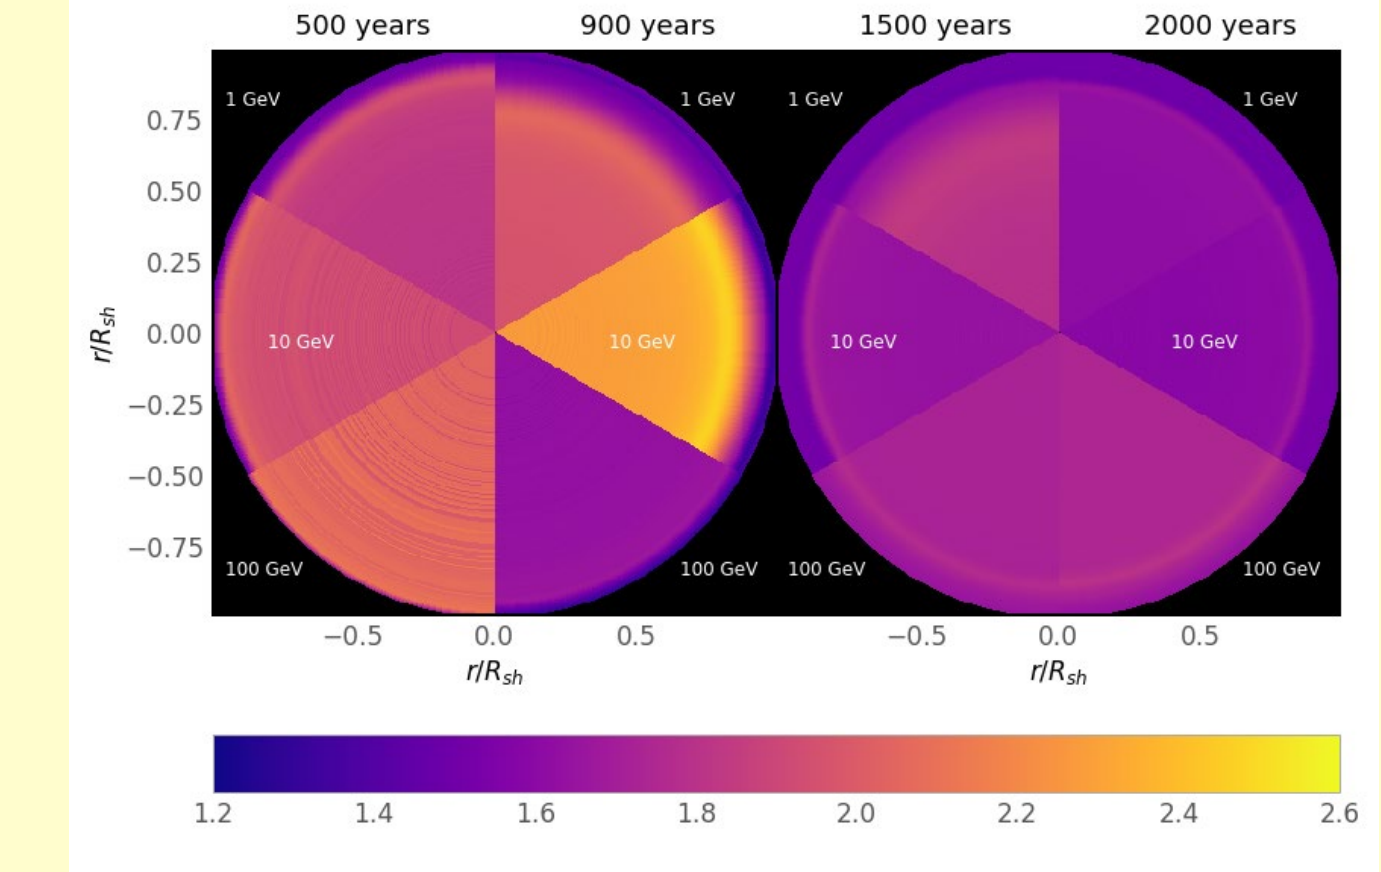 500 years 900 years 1500 years 2000 years
1 GeV 1 GeV 1 GeV 1 GeV
0.75
0.50
0.25
0.00
10 GeV 10 GeV 10 GeV 10 GeV
r/R_sh
−0.25
−0.50
−0.75
100 GeV 100 GeV 100 GeV 100 GeV
−0.5 0.0 0.5 −0.5 0.0 0.5
r/R_sh r/R_sh
1.2 1.4 1.6 1.8 2.0 2.2 2.4 2.6